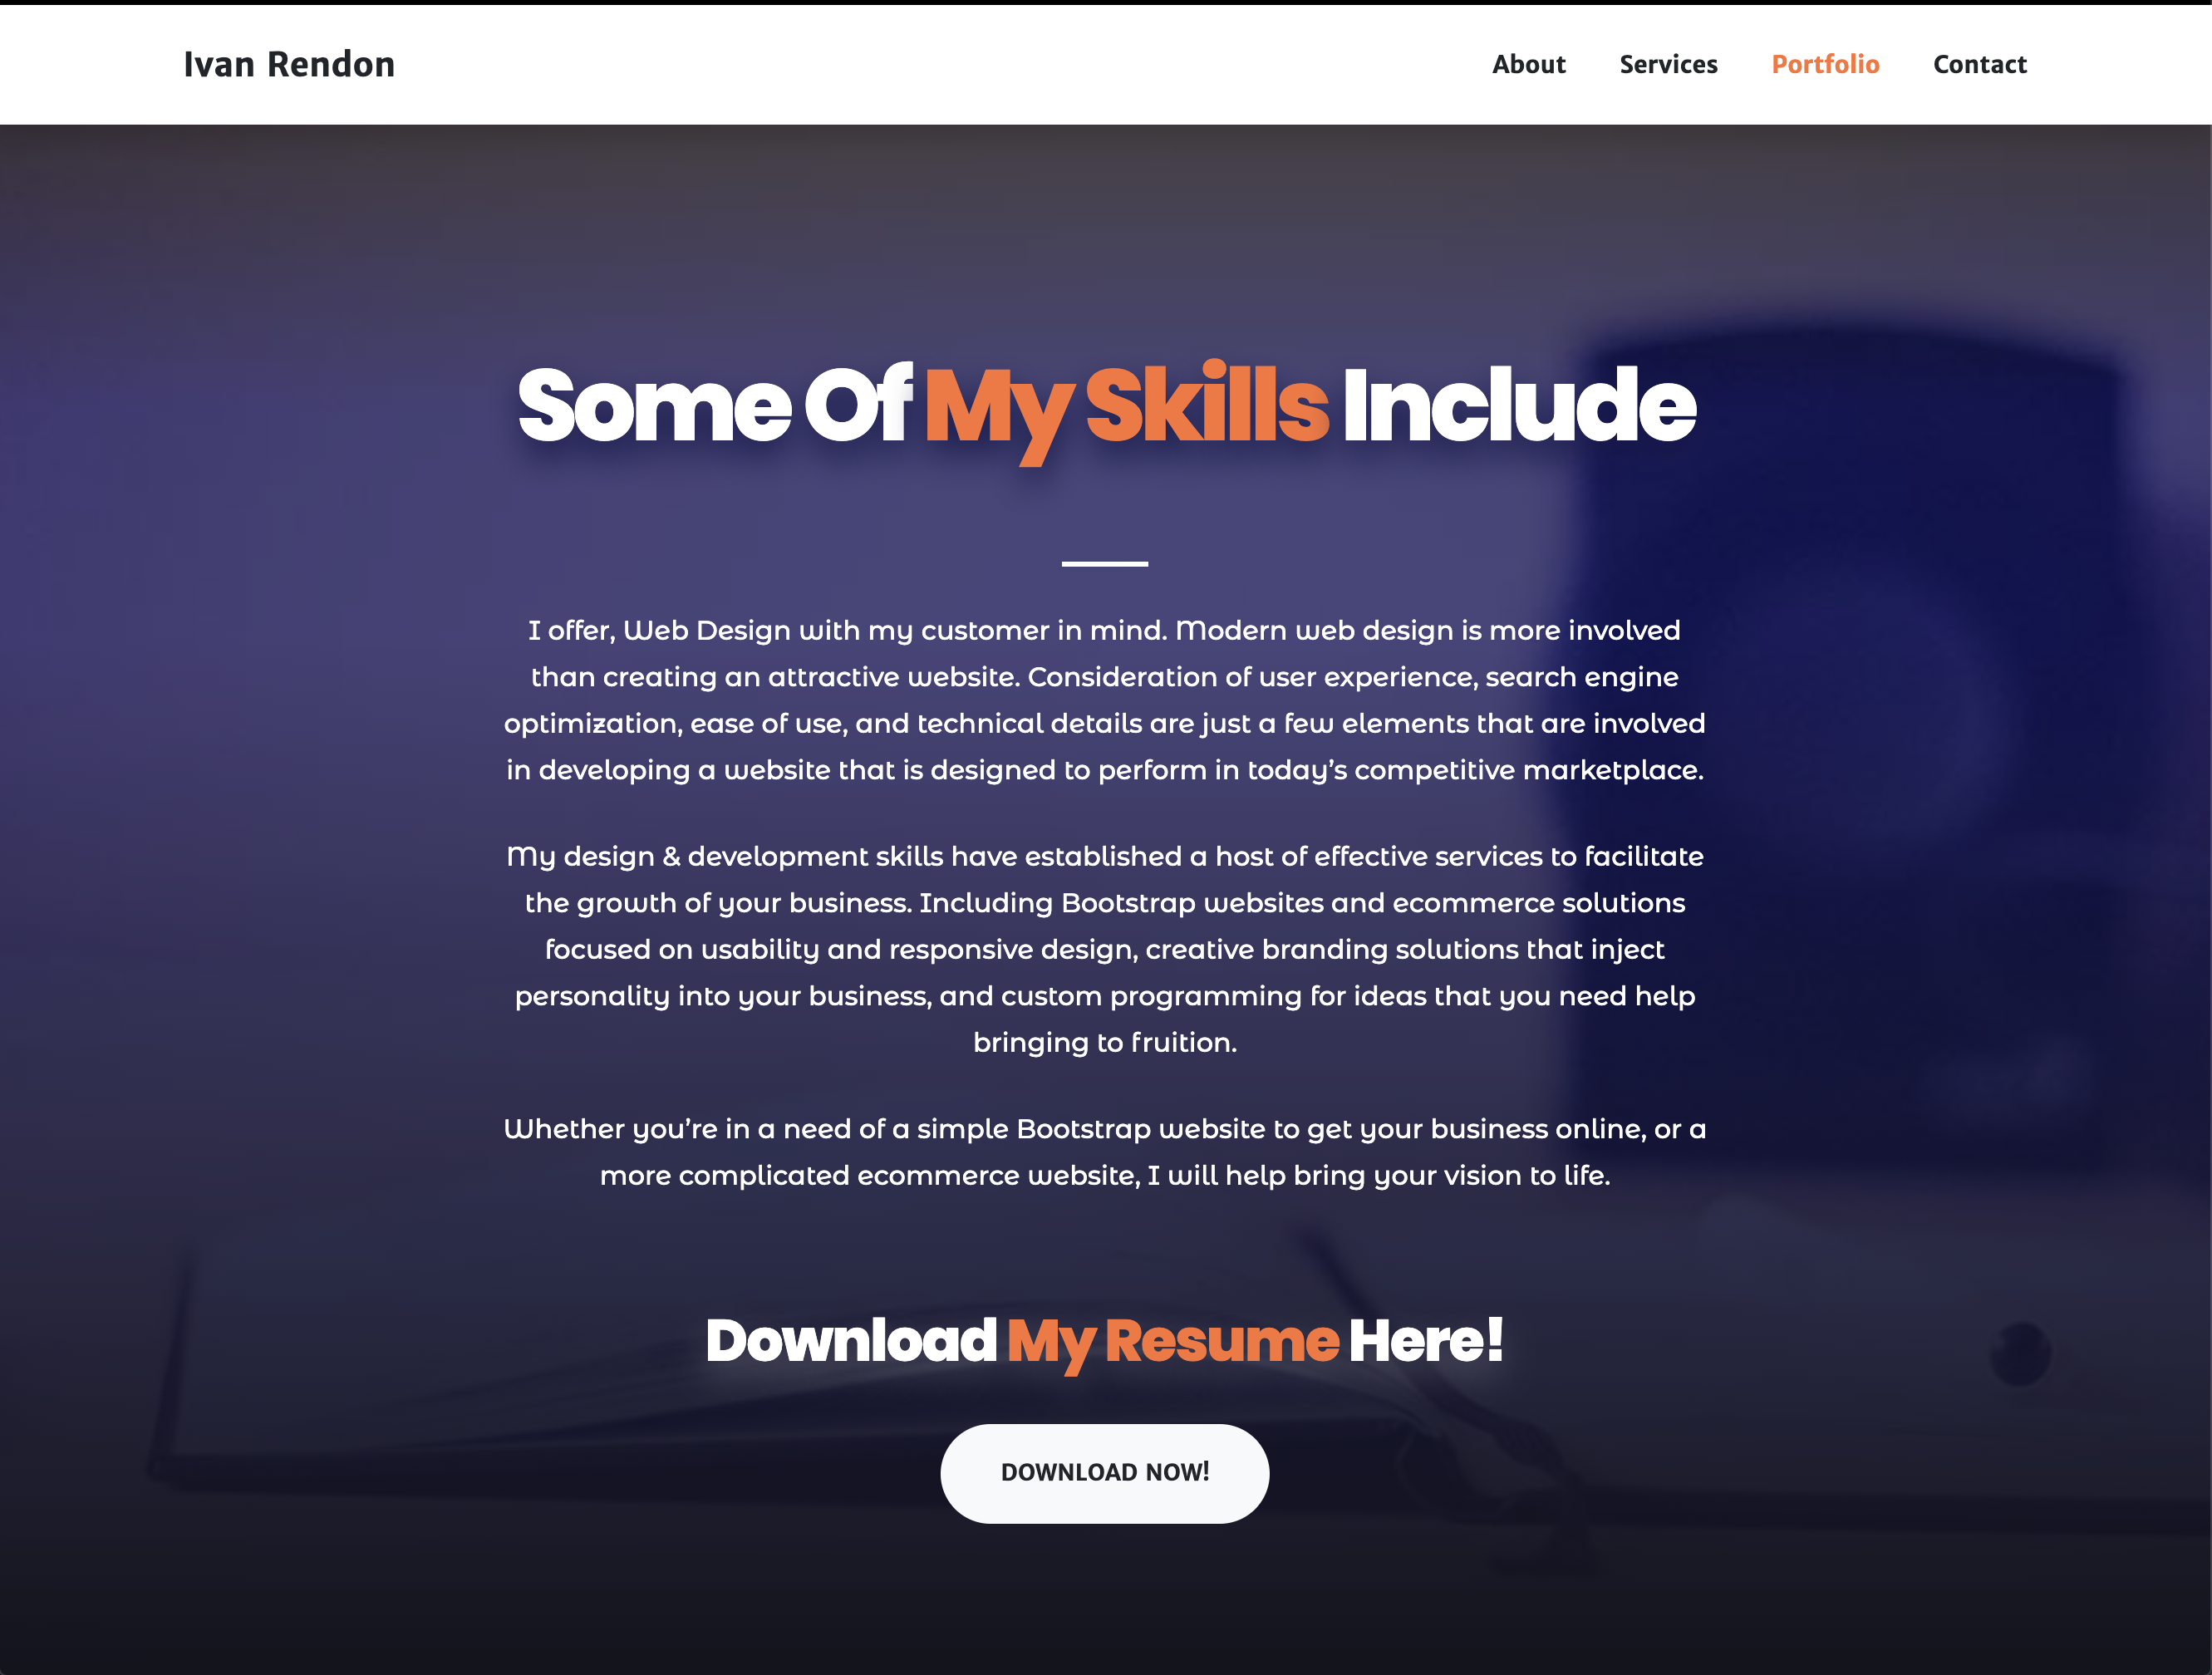 Ivan Rendon
About Services Portfolio Contact
Some Of My Skills Include
I offer, Web Design with my customer in mind. Modern web design is more involved
than creating an attractive website. Consideration of user experience, search engine
optimization, ease of use, and technical details are just a few elements that are involved
in developing a website that is designed to perform in today’s competitive marketplace.
My design & development skills have established a host of effective services to facilitate
the growth of your business. Including Bootstrap websites and ecommerce solutions
focused on usability and responsive design, creative branding solutions that inject
personality into your business, and custom programming for ideas that you need help
bringing to fruition.
Whether you’re in a need of a simple Bootstrap website to get your business online, or a
more complicated ecommerce website, I will help bring your vision to life.
Download My Resume Here!
DOWNLOAD NOW!